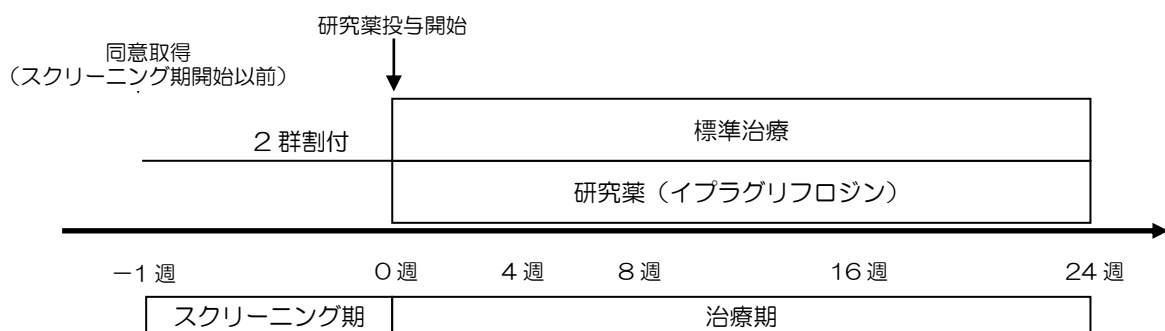 研究薬投与開始
同意取得
（スクリーニング期開始以前）
2 群割付
標準治療
研究薬（イプラグリフロジン）
－1 週
0 週
4 週
8 週
16 週
24 週
スクリーニング期
治療期